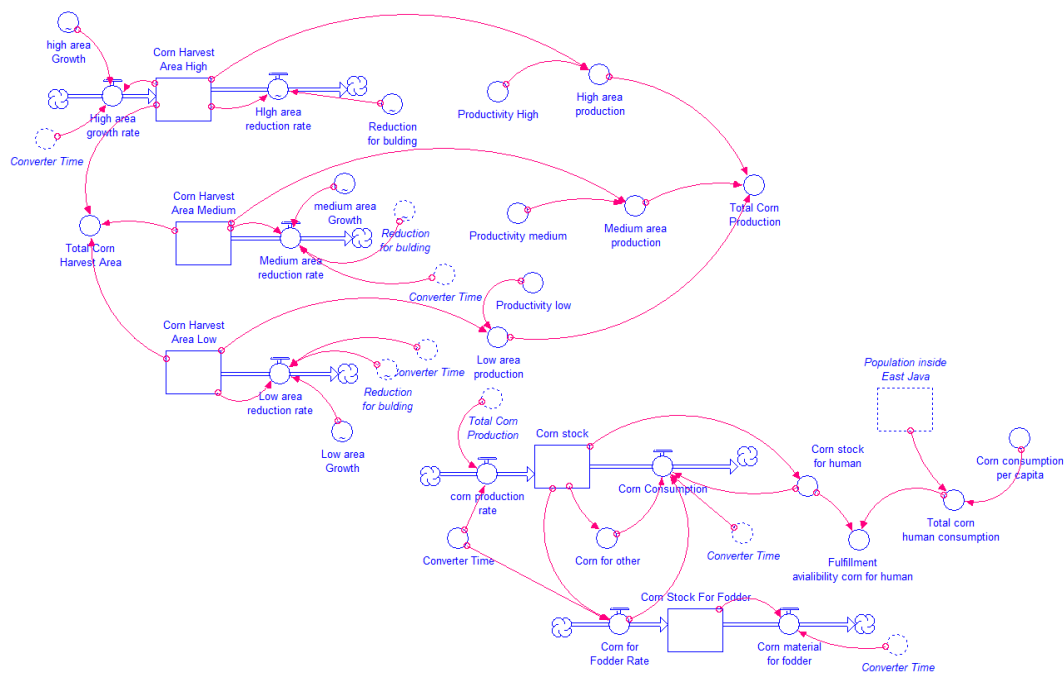 high area
Growth
Corn Harvest
Area High
High area
growth rate
HIgh area
reduction rate
Reduction
for bulding
Converter Time
Productivity High
High area
production
Corn Harvest
Area Medium
medium area
Growth
Reduction
for bulding
Medium area
reduction rate
Converter Time
Total Corn
Harvest Area
Productivity medium
Medium area
production
Total Corn
Production
Corn Harvest
Area Low
Low area
reduction rate
Converter Time
Reduction
for bulding
Low area
Growth
Productivity low
Low area
production
Total Corn
Production
corn production
rate
Corn stock
Corn Consumption
Converter Time
Corn for other
Converter Time
Corn stock
for human
Population inside
East Java
Corn consumption
per capita
Total corn
human consumption
Fulfillment
avialibility corn for human
Corn for
Fodder Rate
Corn Stock For Fodder
Corn material
for fodder
Converter Time